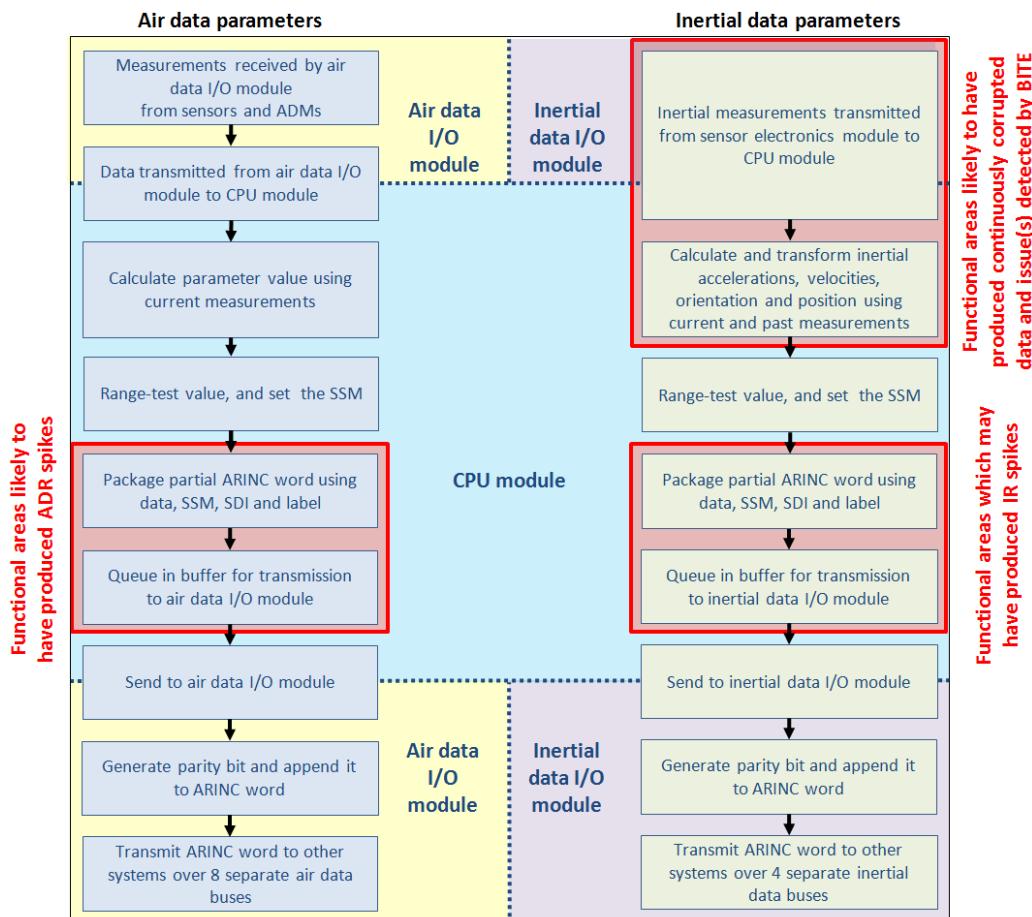 Air data parameters
Inertial data parameters
Measurements received by air
data I/O module
from sensors and ADMs
Data transmitted from air data I/O
module to CPU module
Calculate parameter value using
current measurements
Range-test value, and set the SSM
Package partial ARINC word using
data, SSM, SDI and label
Queue in buffer for transmission
to air data I/O module
Send to air data I/O module
Generate parity bit and append it
to ARINC word
Transmit ARINC word to other
systems over 8 separate air data
buses
Functional areas likely to
have produced ADR spikes
Air data
I/O
module
Inertial
data I/O
module
CPU module
Air data
I/O
module
Inertial
data I/O
module
Inertial measurements transmitted
from sensor electronics module to
CPU module
Calculate and transform inertial
accelerations, velocities,
orientation and position using
current and past measurements
Range-test value, and set the SSM
Package partial ARINC word using
data, SSM, SDI and label
Queue in buffer for transmission
to inertial data I/O module
Send to inertial data I/O module
Generate parity bit and append it
to ARINC word
Transmit ARINC word to other
systems over 4 separate inertial
data buses
Functional areas likely to have
produced continuously corrupted
data and issue(s) detected by BITE
Functional areas which may
have produced IR spikes